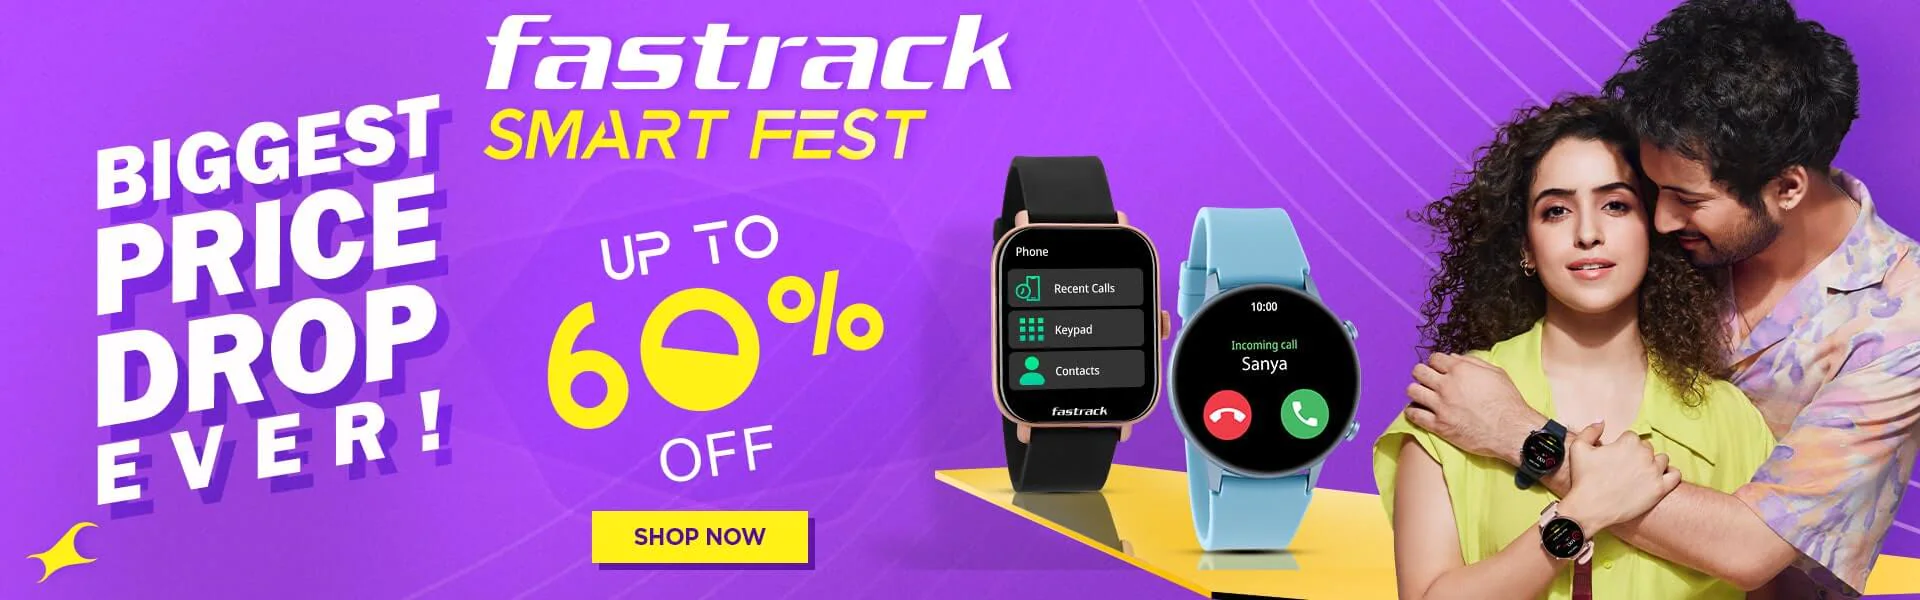 BIGGEST
PRICE
DROP
EVER!
fastrack
SMART FEST
UP TO
60%
OFF
SHOP NOW
Phone
Recent Calls
Keypad
Contacts
fastrack
10:00
Incoming call
Sanya